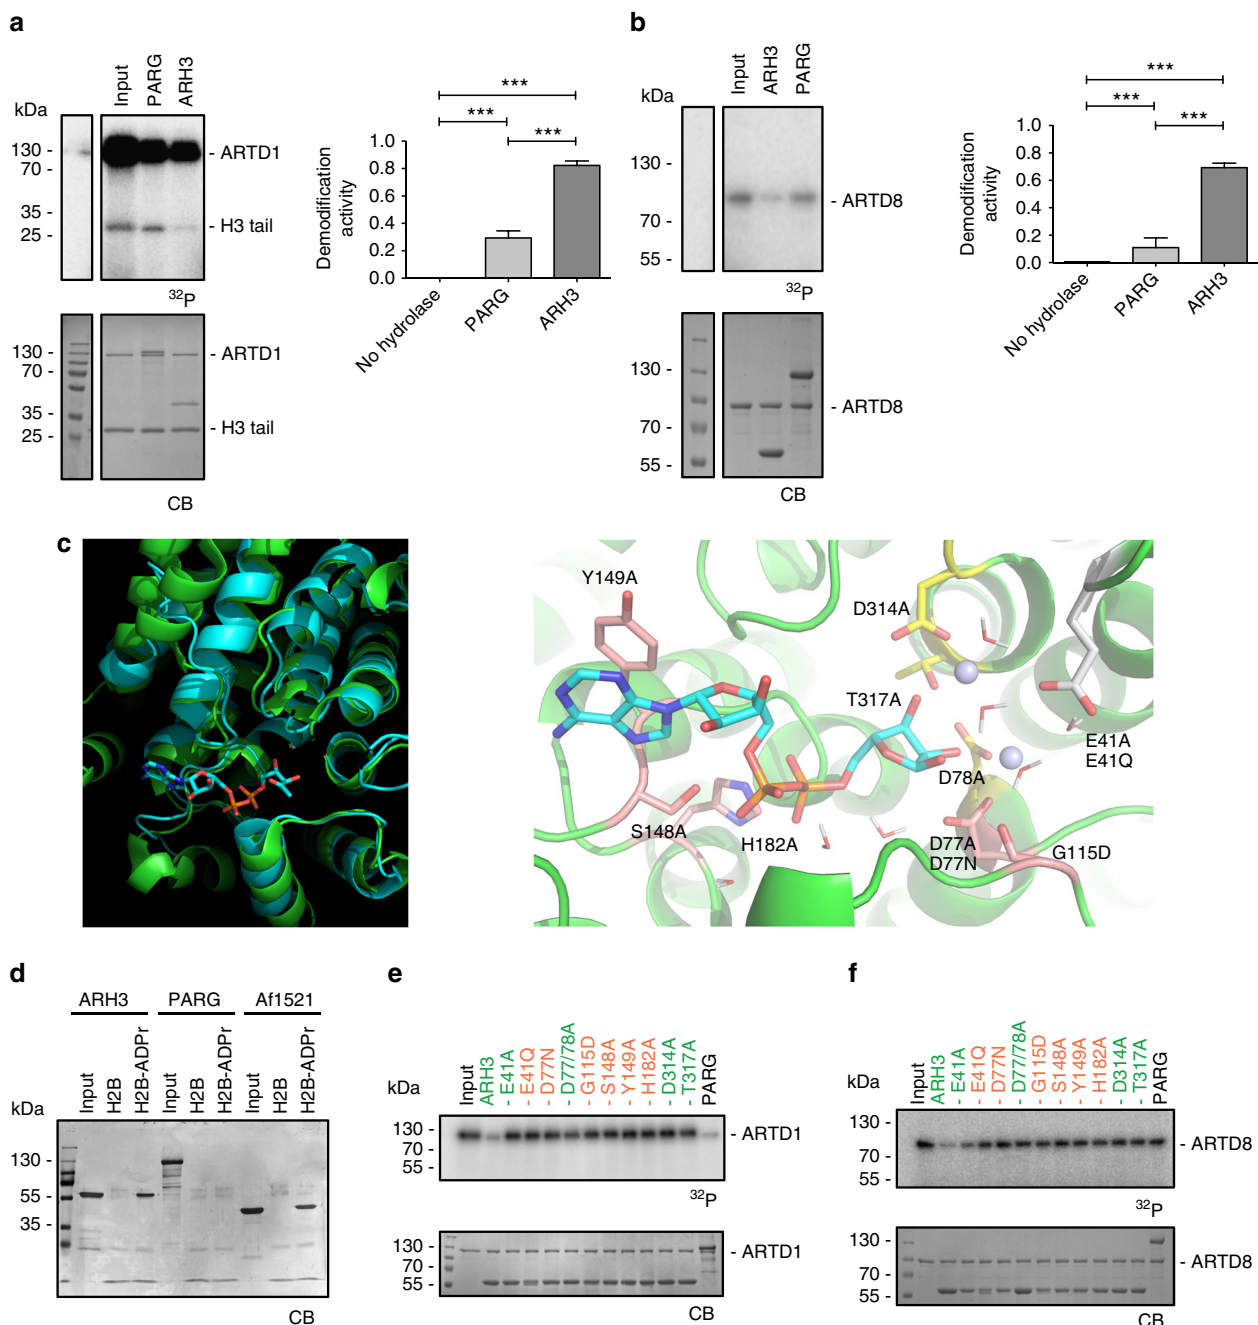 a
kDa
Input
PARG
ARH3
130 -
70 -
35 -
25 -
- ARTD1
- H3 tail
32P
130 -
70 -
35 -
25 -
- ARTD1
- H3 tail
CB
Demodification activity
1.0
0.8
0.6
0.4
0.2
0.0
***
***
***
No hydrolase
PARG
ARH3
b
kDa
Input
ARH3
PARG
130 -
70 -
55 -
- ARTD8
32P
130 -
70 -
55 -
- ARTD8
CB
Demodification activity
1.0
0.8
0.6
0.4
0.2
0.0
***
***
***
No hydrolase
PARG
ARH3
c
Y149A
D314A
T317A
E41A
E41Q
D78A
S148A
H182A
D77A
D77N
G115D
d
ARH3
PARG
Af1521
kDa
Input
H2B
H2B-ADPr
Input
H2B
H2B-ADPr
Input
H2B
H2B-ADPr
130 -
55 -
35 -
CB
e
kDa
Input
ARH3
- E41A
- E41Q
- D77N
- D77/78A
- G115D
- S148A
- Y149A
- H182A
- D314A
- T317A
PARG
130 -
70 -
55 -
- ARTD1
32P
130 -
70 -
55 -
- ARTD1
CB
f
kDa
Input
ARH3
- E41A
- E41Q
- D77N
- D77/78A
- G115D
- S148A
- Y149A
- H182A
- D314A
- T317A
PARG
130 -
70 -
55 -
- ARTD8
32P
130 -
70 -
55 -
- ARTD8
CB